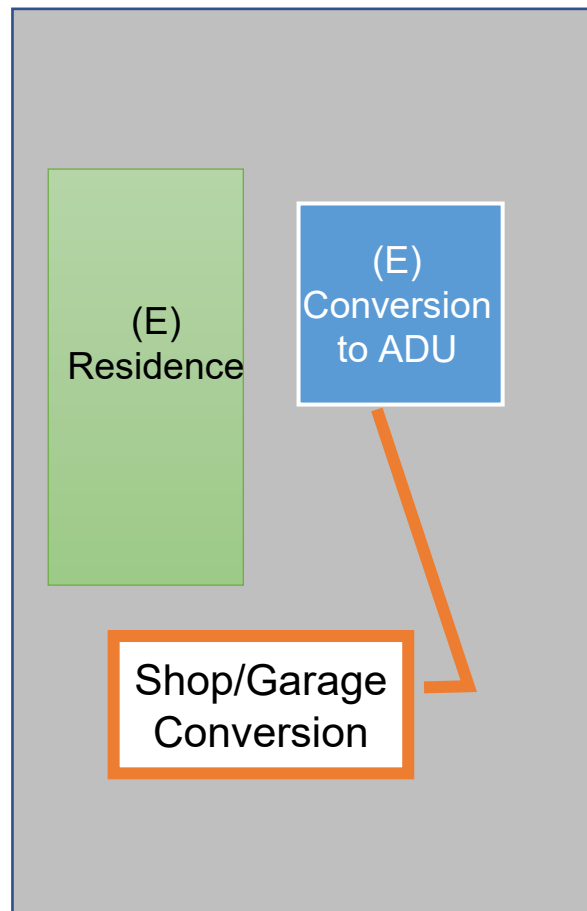 (E)
Residence
(E)
Conversion
to ADU
Shop/Garage
Conversion